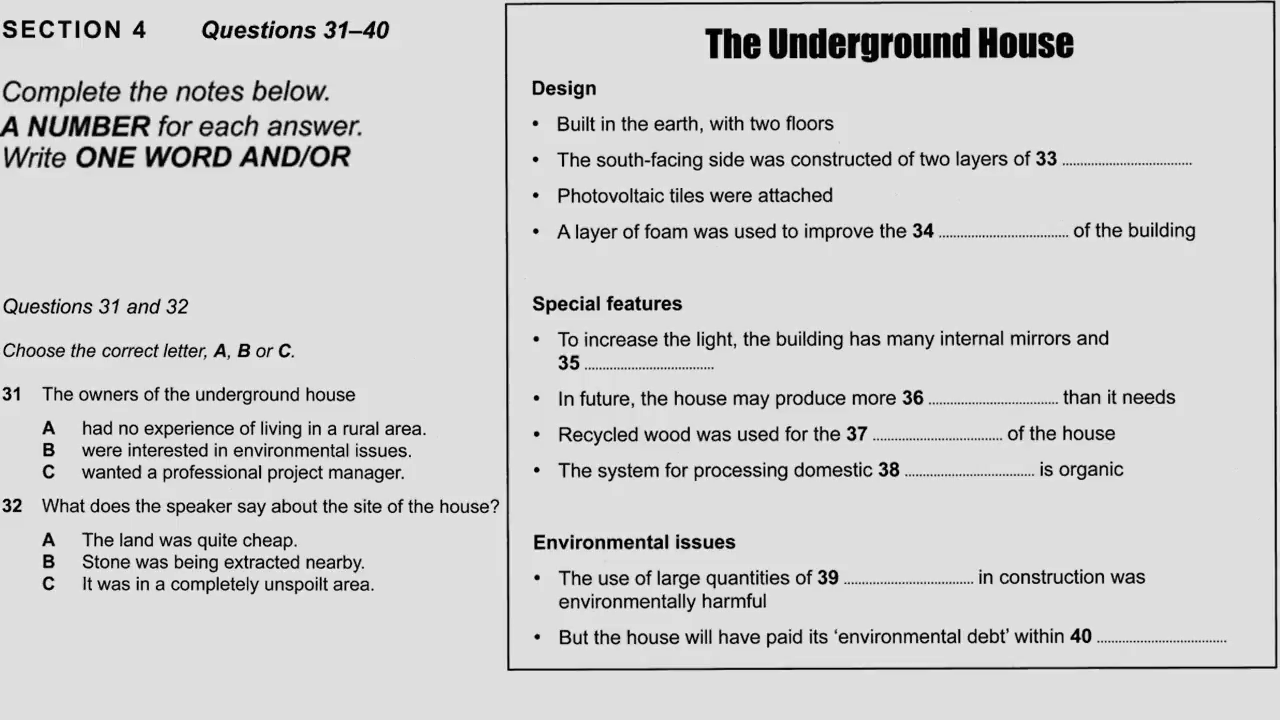 SECTION 4 Questions 31–40
Complete the notes below.
A NUMBER for each answer.
Write ONE WORD AND/OR
Questions 31 and 32
Choose the correct letter, A, B or C.
31 The owners of the underground house
A had no experience of living in a rural area.
B were interested in environmental issues.
C wanted a professional project manager.
32 What does the speaker say about the site of the house?
A The land was quite cheap.
B Stone was being extracted nearby.
C It was in a completely unspoilt area.
The Underground House
Design
• Built in the earth, with two floors
• The south-facing side was constructed of two layers of 33 ..............................
• Photovoltaic tiles were attached
• A layer of foam was used to improve the 34 .............................. of the building
Special features
• To increase the light, the building has many internal mirrors and
35 ..............................
• In future, the house may produce more 36 .............................. than it needs
• Recycled wood was used for the 37 .............................. of the house
• The system for processing domestic 38 .............................. is organic
Environmental issues
• The use of large quantities of 39 .............................. in construction was
environmentally harmful
• But the house will have paid its ‘environmental debt’ within 40 ..............................